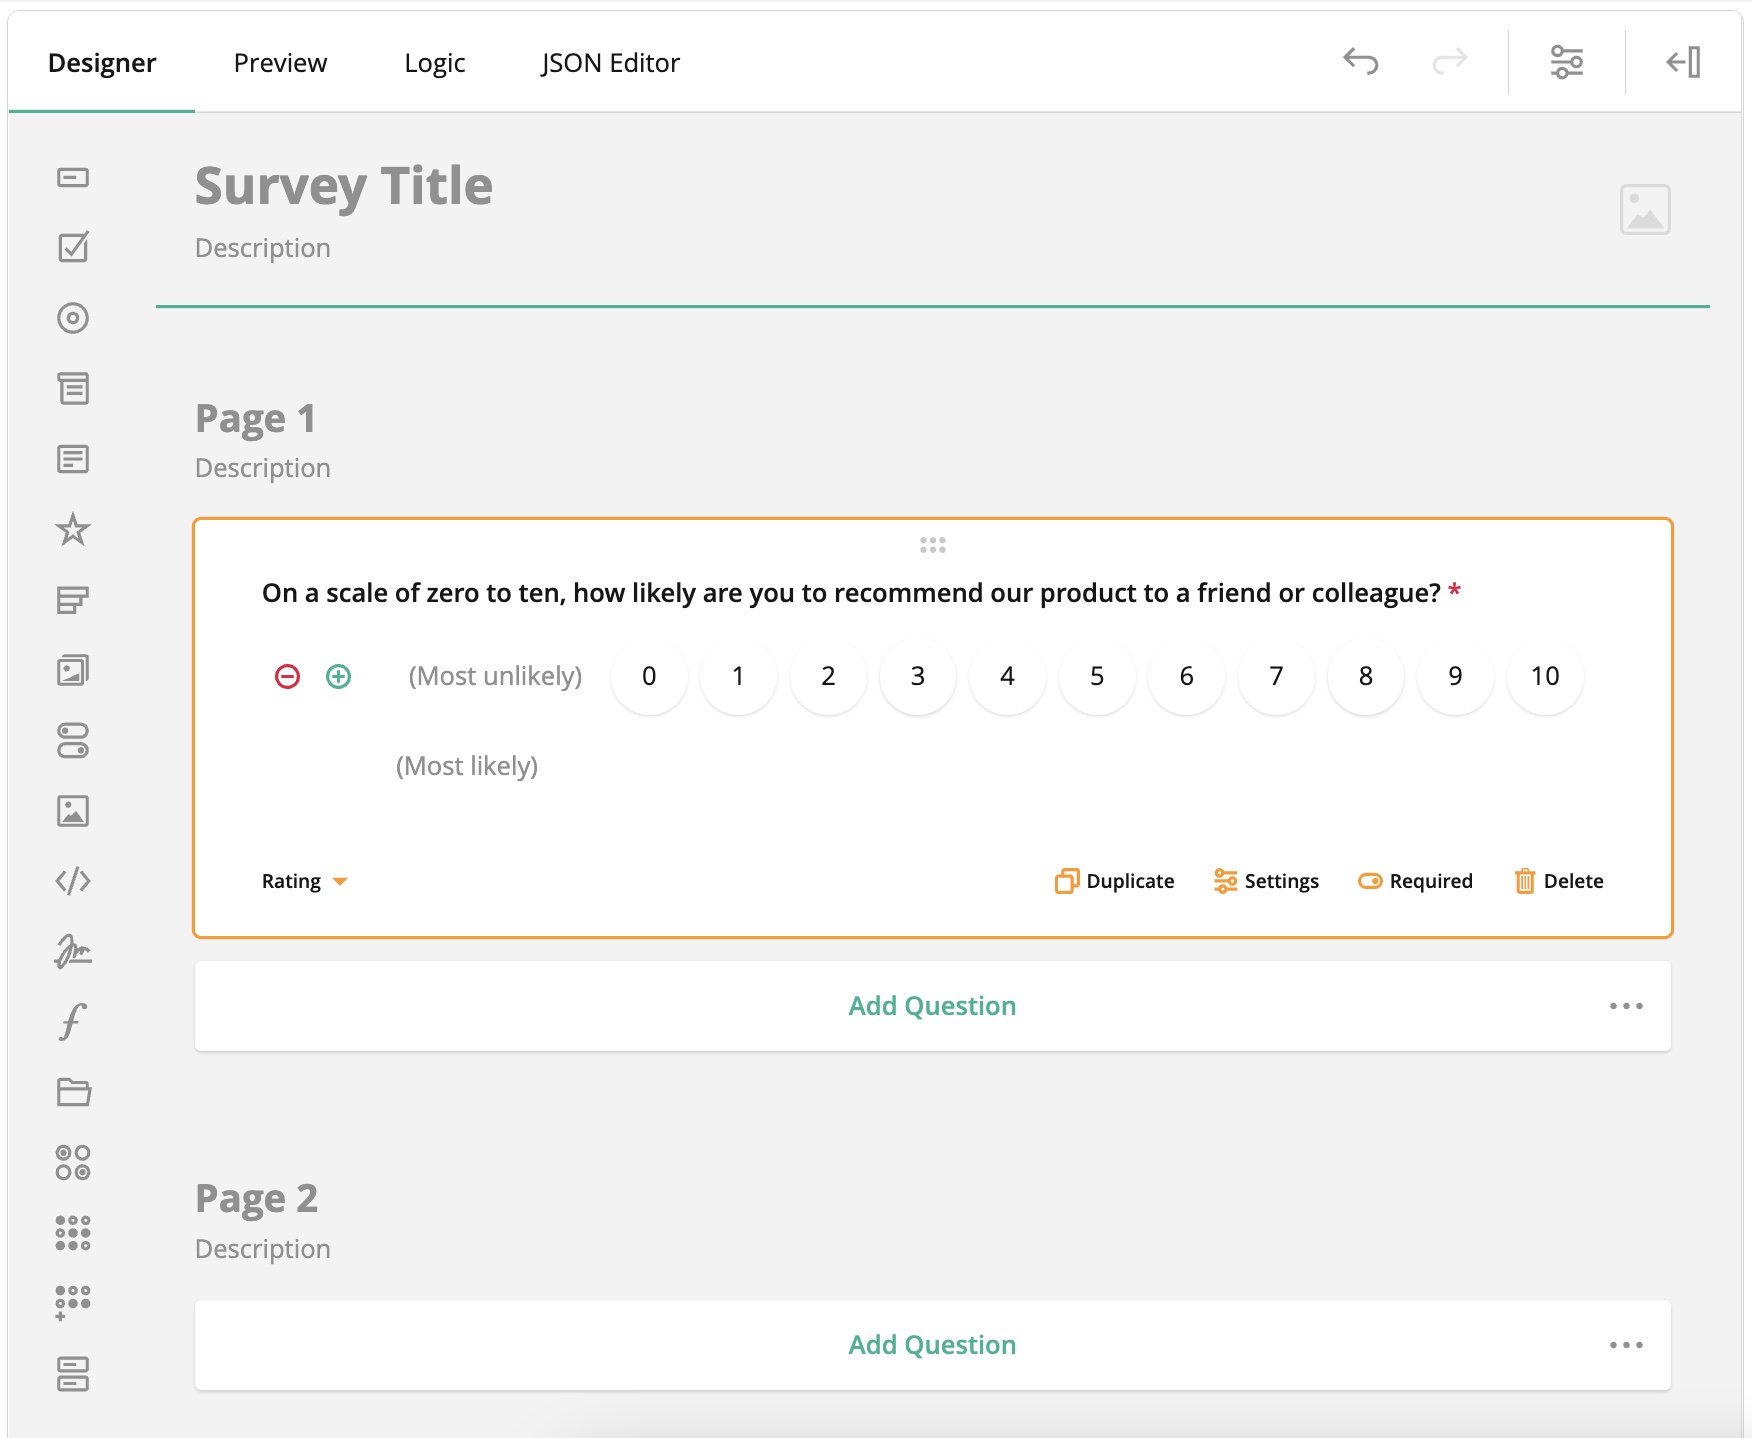 Designer Preview Logic JSON Editor
Survey Title
Description
Page 1
Description
On a scale of zero to ten, how likely are you to recommend our product to a friend or colleague? *
(Most unlikely) 0 1 2 3 4 5 6 7 8 9 10
(Most likely)
Rating Duplicate Settings Required Delete
Add Question
Page 2
Description
Add Question